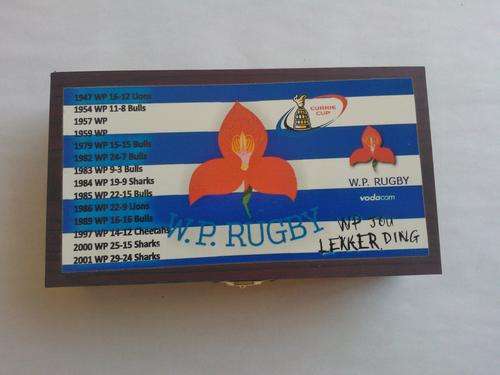 1947 WP 16-12 Lions
1954 WP 11-8 Bulls
1957 WP
1959 WP
1979 WP 15-15 Bulls
1982 WP 24-7 Bulls
1983 WP 9-3 Bulls
1984 WP 19-9 Sharks
1985 WP 22-15 Bulls
1986 WP 22-9 Lions
1989 WP 16-16 Bulls
1997 WP 14-12 Cheetahs
2000 WP 25-15 Sharks
2001 WP 29-24 Sharks
W.P. RUGBY
CURRIE
CUP
W.P. RUGBY
vodacom
WP JOU
LEKKER DING